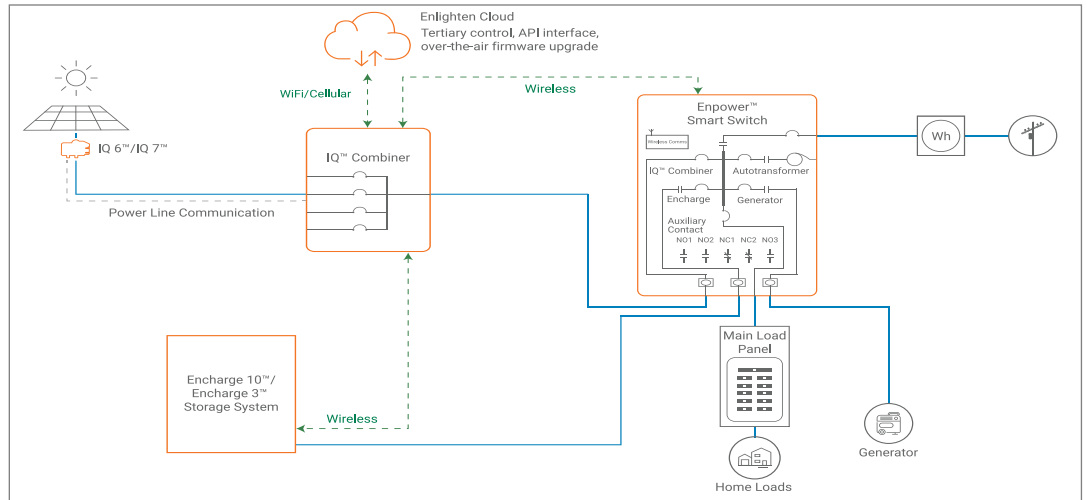 Enlighten Cloud
Tertiary control, API interface,
over-the-air firmware upgrade
WiFi/Cellular
Wireless
Enpower™
Smart Switch
Wireless Comms
IQ™ Combiner
Autotransformer
Encharge
Generator
Auxiliary
Contact
NO1 NO2 NC1 NC2 NO3
Wh
IQ 6™/IQ 7™
IQ™ Combiner
Power Line Communication
Encharge 10™/
Encharge 3™
Storage System
Wireless
Main Load
Panel
Home Loads
Generator